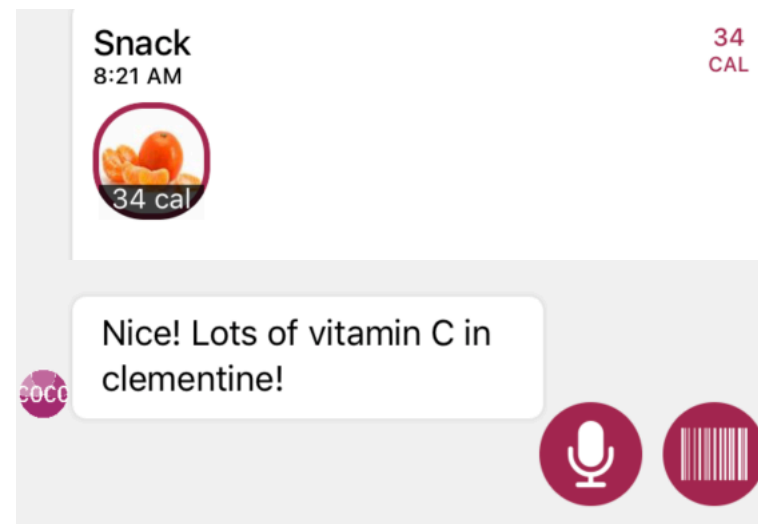 Snack
34
8:21 AM
CAL
34 cal
Nice! Lots of vitamin C in
clementine!
COCO